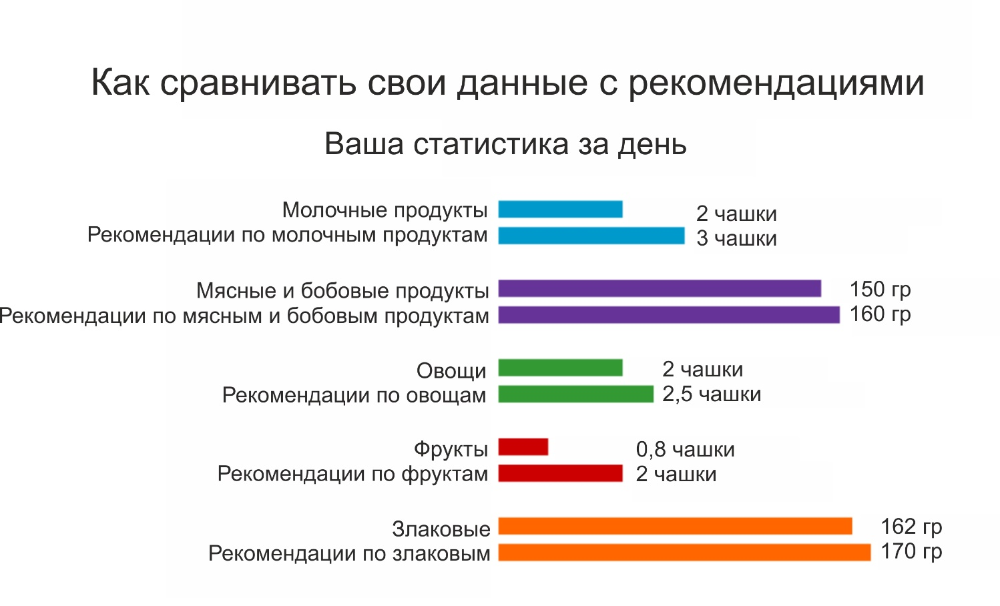 Как сравнивать свои данные с рекомендациями
Ваша статистика за день
Молочные продукты 2 чашки
Рекомендации по молочным продуктам 3 чашки
Мясные и бобовые продукты 150 гр
Рекомендации по мясным и бобовым продуктам 160 гр
Овощи 2 чашки
Рекомендации по овощам 2,5 чашки
Фрукты 0,8 чашки
Рекомендации по фруктам 2 чашки
Злаковые 162 гр
Рекомендации по злаковым 170 гр